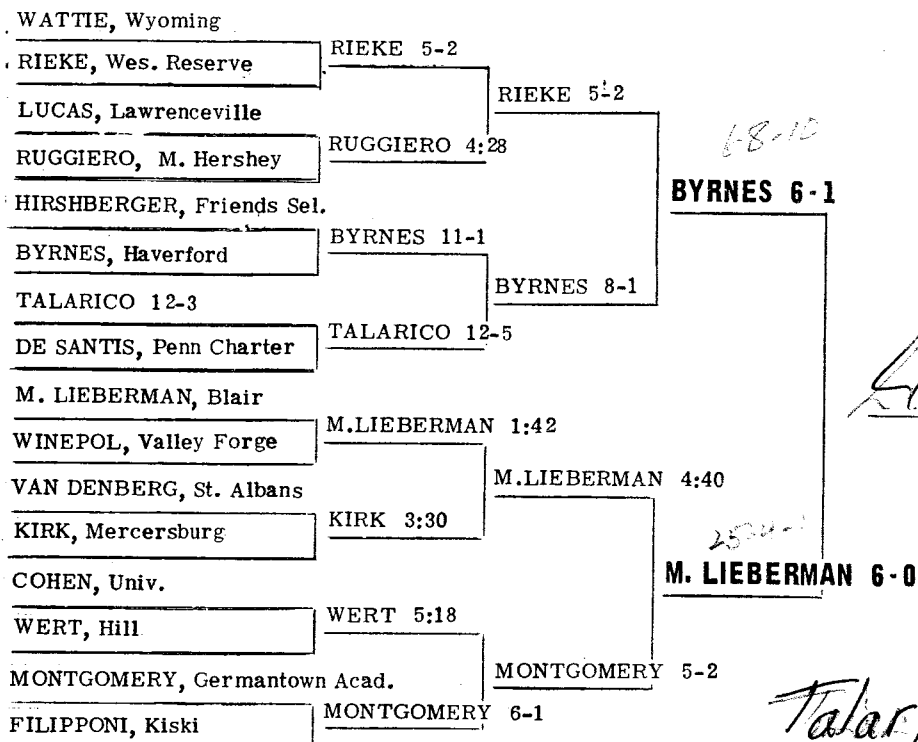 WATTIE, Wyoming
RIEKE, Wes. Reserve
LUCAS, Lawrenceville
RUGGIERO, M. Hershey
HIRSHBERGER, Friends Sel.
BYRNES, Haverford
TALARICO 12-3
DE SANTIS, Penn Charter
M. LIEBERMAN, Blair
WINEPOL, Valley Forge
VAN DENBERG, St. Albans
KIRK, Mercersburg
COHEN, Univ.
WERT, Hill
MONTGOMERY, Germantown Acad.
FILIPPONI, Kiski
RIEKE 5-2
RUGGIERO 4:28
BYRNES 11-1
TALARICO 12-5
M.LIEBERMAN 1:42
KIRK 3:30
WERT 5:18
MONTGOMERY 6-1
RIEKE 5-2
BYRNES 8-1
M.LIEBERMAN 4:40
MONTGOMERY 5-2
BYRNES 6-1
M. LIEBERMAN 6-0
Talar